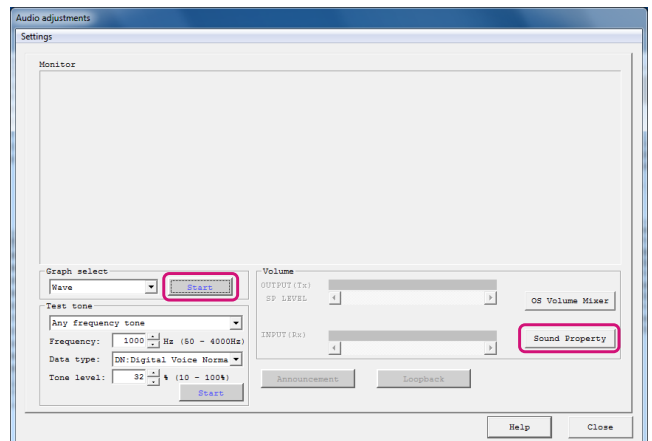 Audio adjustments
Settings
Monitor
Graph select
Wave
Start
Test tone
Any frequency tone
Frequency: 1000 Hz (50 - 4000Hz)
Data type: DN:Digital Voice Norma
Tone level: 32 % (10 - 100%)
Start
Volume
OUTPUT(Tx)
SP LEVEL
OS Volume Mixer
INPUT(Rx)
Sound Property
Announcement Loopback
Help Close